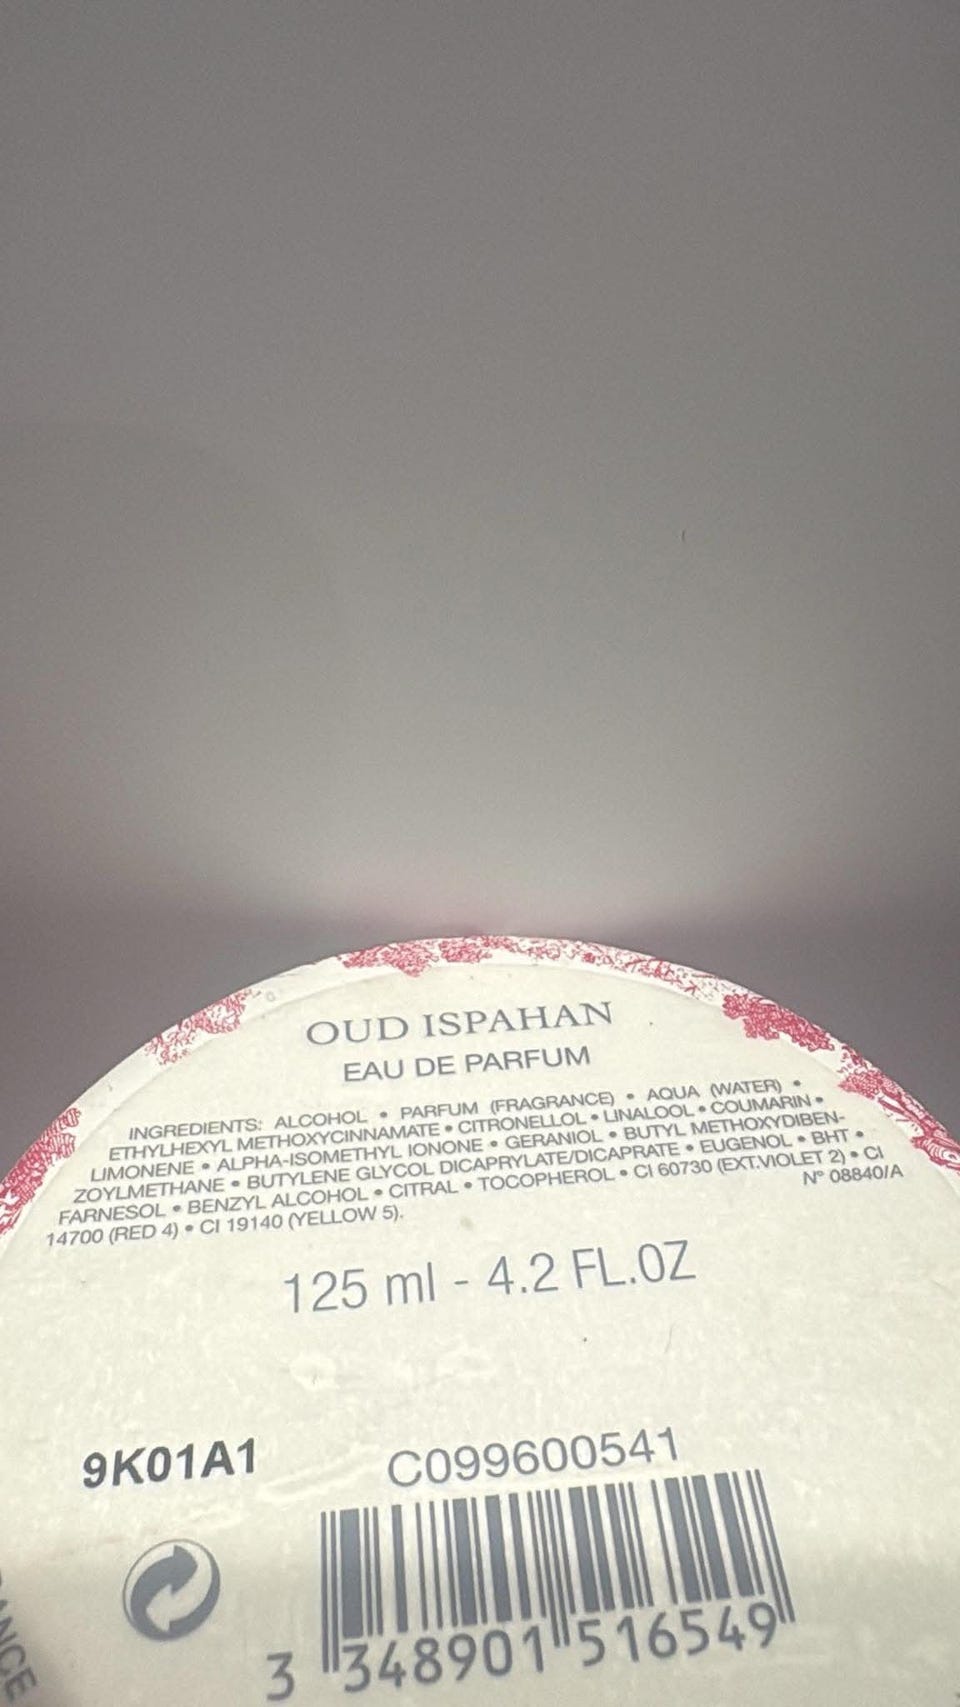 OUD ISPAHAN
EAU DE PARFUM
INGREDIENTS: ALCOHOL • PARFUM (FRAGRANCE) • AQUA (WATER) •
ETHYLHEXYL METHOXYCINNAMATE • CITRONELLOL • LINALOOL • COUMARIN •
LIMONENE • ALPHA-ISOMETHYL IONONE • GERANIOL • BUTYL METHOXYDIBEN-
ZOYLMETHANE • BUTYLENE GLYCOL DICAPRYLATE/DICAPRATE • EUGENOL • BHT •
FARNESOL • BENZYL ALCOHOL • CITRAL • TOCOPHEROL • CI 60730 (EXT.VIOLET 2) • CI
14700 (RED 4) • CI 19140 (YELLOW 5).
N° 08840/A
125 ml - 4.2 FL.OZ
9K01A1
C099600541
3 348901 516549